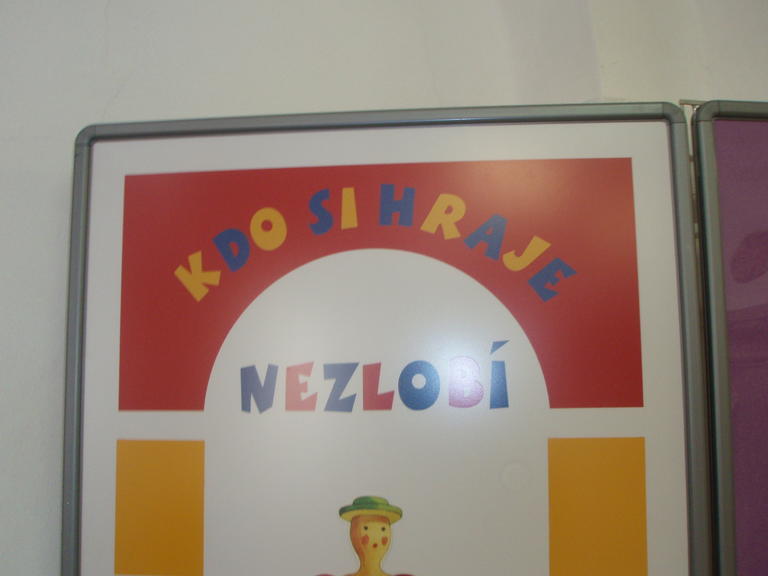 KDO SI HRAJE
NEZLOBÍ